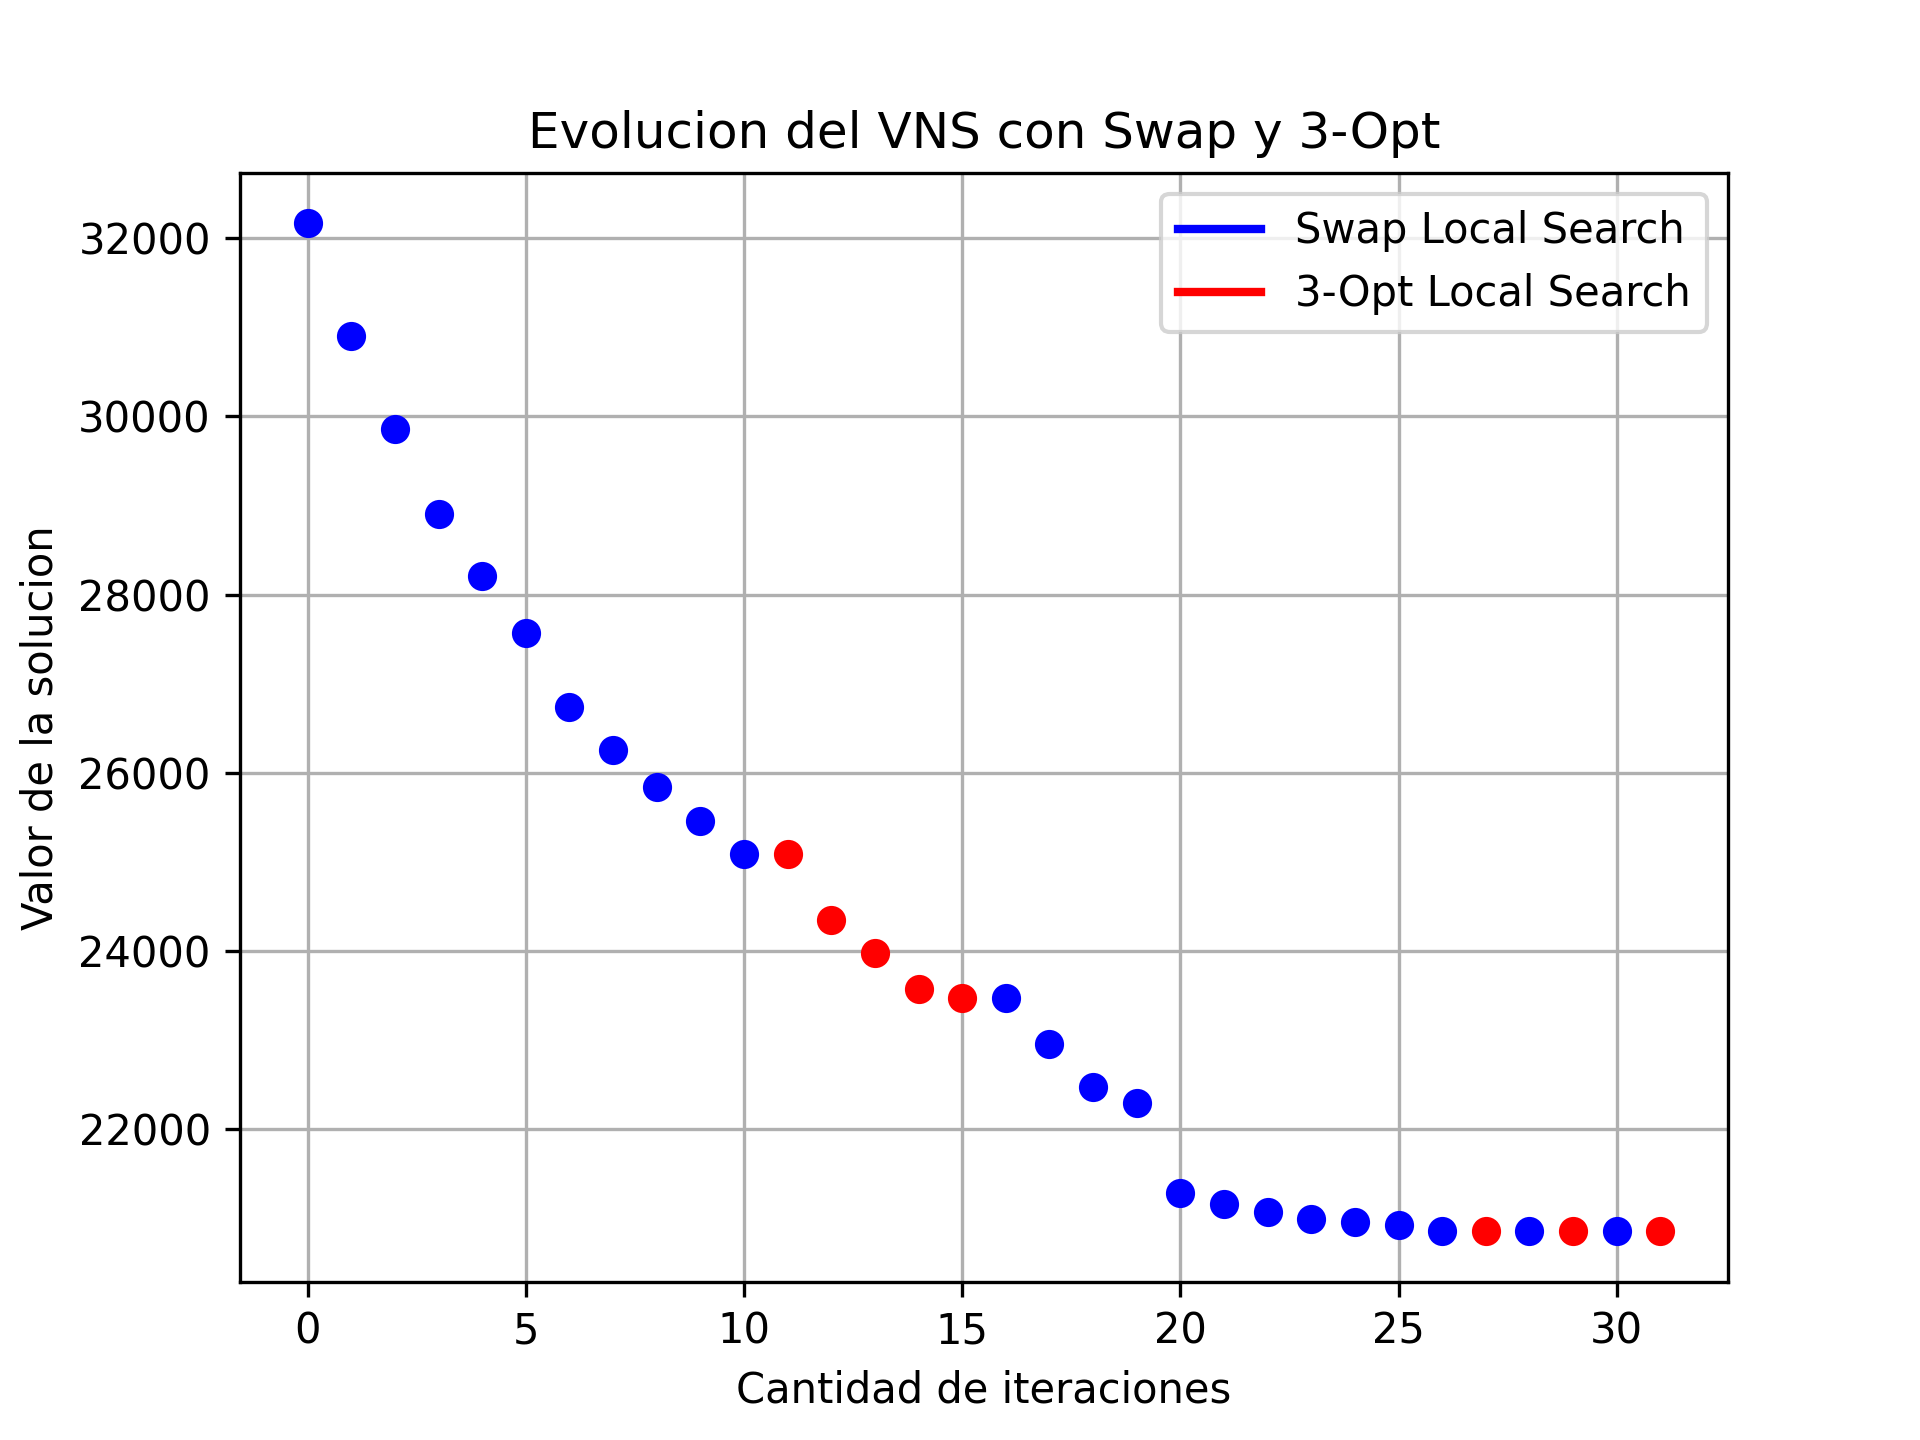 Evolucion del VNS con Swap y 3-Opt
Swap Local Search
3-Opt Local Search
Valor de la solucion
32000
30000
28000
26000
24000
22000
0 5 10 15 20 25 30
Cantidad de iteraciones